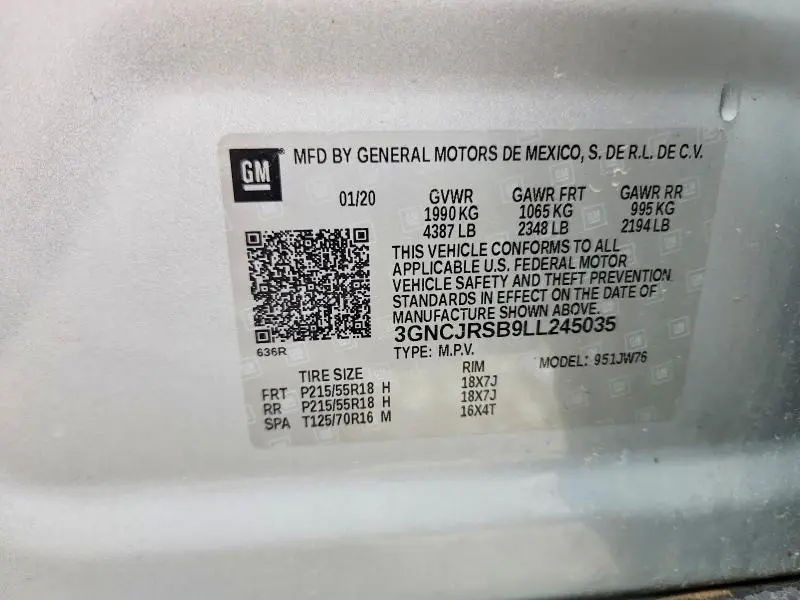 GM MFD BY GENERAL MOTORS DE MEXICO, S. DE R.L. DE C.V.
01/20 GVWR GAWR FRT GAWR RR
1990 KG 1065 KG 995 KG
4387 LB 2348 LB 2194 LB
THIS VEHICLE CONFORMS TO ALL
APPLICABLE U.S. FEDERAL MOTOR
VEHICLE SAFETY AND THEFT PREVENTION
STANDARDS IN EFFECT ON THE DATE OF
MANUFACTURE SHOWN ABOVE.
3GNCJRSB9LL245035
636R TYPE: M.P.V. MODEL: 951JW76
TIRE SIZE RIM
FRT P215/55R18 H 18X7J
RR P215/55R18 H 18X7J
SPA T125/70R16 M 16X4T